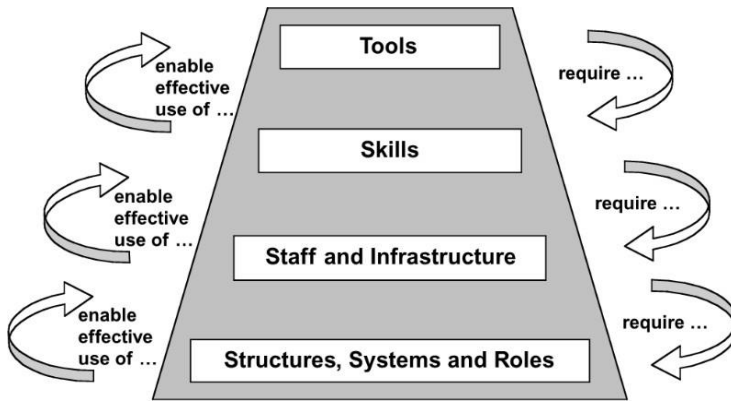 Tools
enable
effective
use of …
require …
Skills
enable
effective
use of …
require …
Staff and Infrastructure
enable
effective
use of …
require …
Structures, Systems and Roles